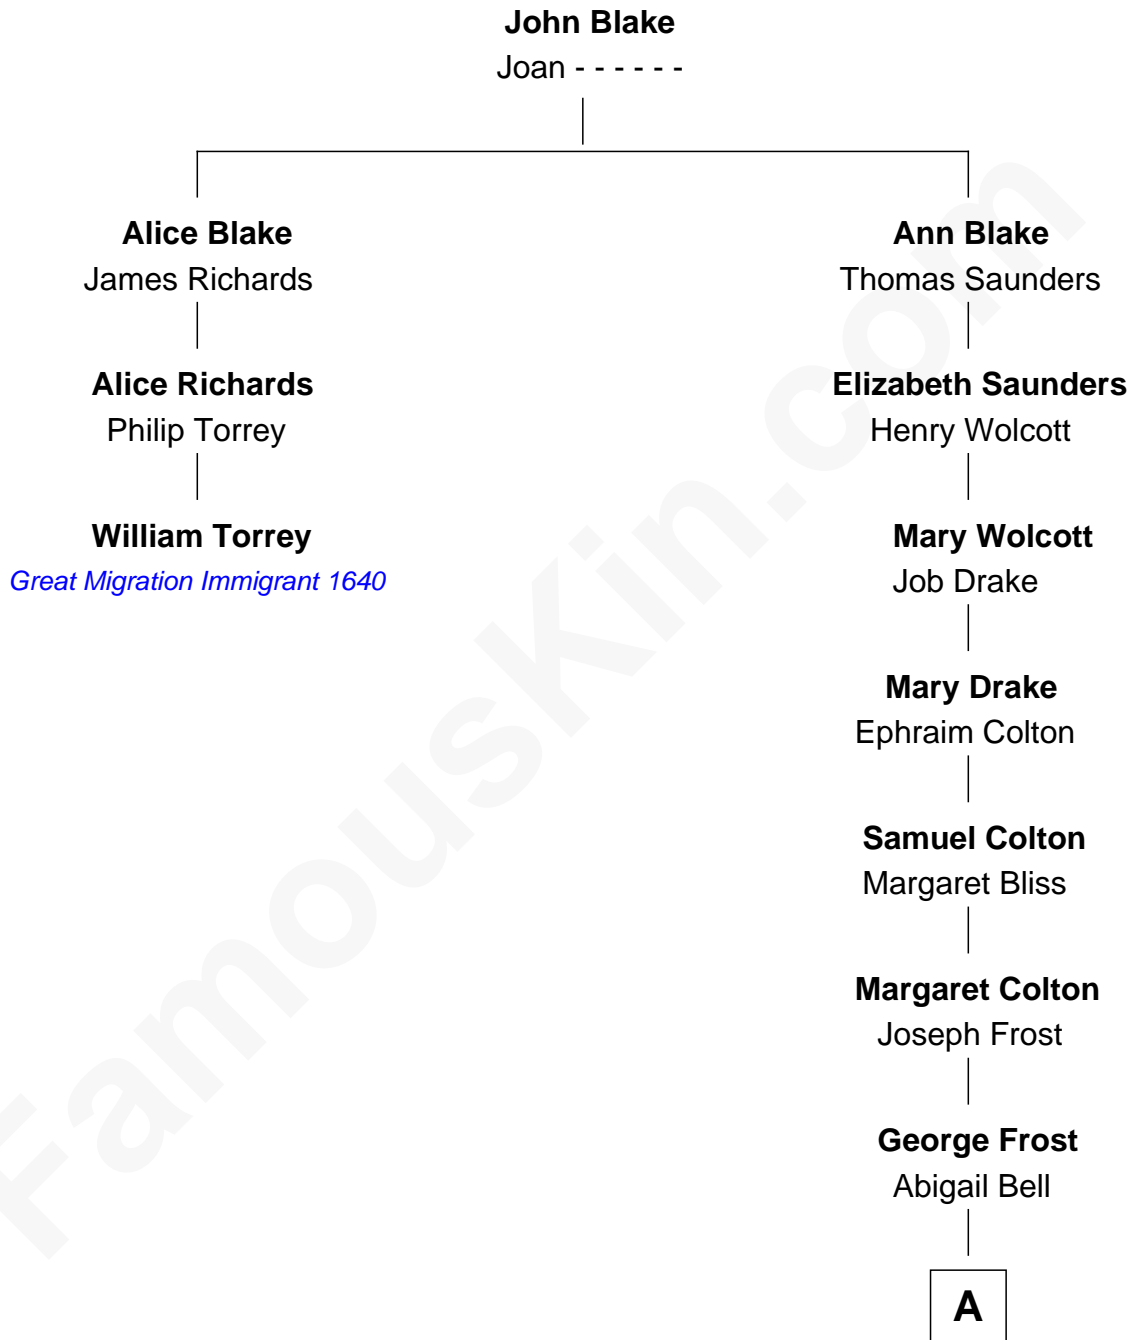 John Blake
Joan - - - - - -
Alice Blake
James Richards
Alice Richards
Philip Torrey
William Torrey
Great Migration Immigrant 1640
Ann Blake
Thomas Saunders
Elizabeth Saunders
Henry Wolcott
Mary Wolcott
Job Drake
Mary Drake
Ephraim Colton
Samuel Colton
Margaret Bliss
Margaret Colton
Joseph Frost
George Frost
Abigail Bell
A
FamousKin.com